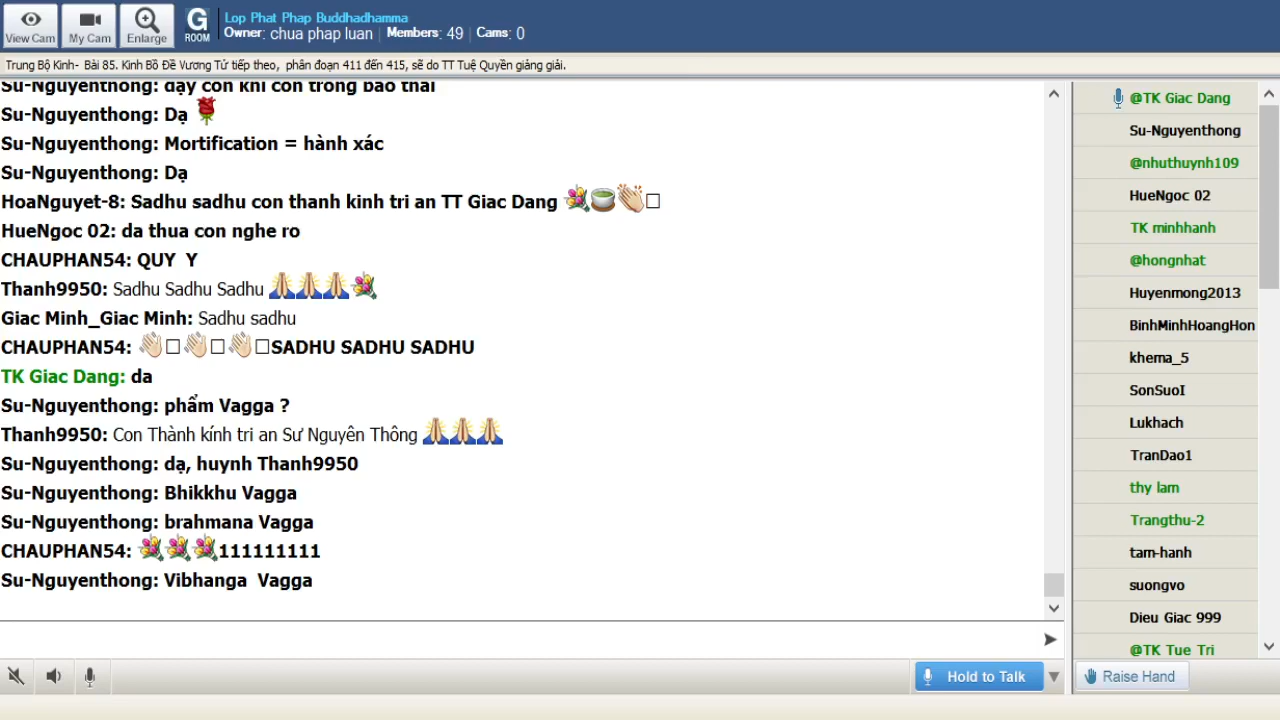 View Cam
My Cam
Enlarge
G
ROOM
Lop Phat Phap Buddhadhamma
Owner: chua phap luan Members: 49 Cams: 0
Trung Bộ Kinh- Bài 85. Kinh Bồ Đề Vương Tử tiếp theo, phân đoạn 411 đến 415, sẽ do TT Tuệ Quyền giảng giải.
Su-Nguyenthong: dạy con khi con trong bào thai
Su-Nguyenthong: Dạ
Su-Nguyenthong: Mortification = hành xác
Su-Nguyenthong: Dạ
HoaNguyet-8: Sadhu sadhu con thanh kinh tri an TT Giac Dang
HueNgoc 02: da thua con nghe ro
CHAUPHAN54: QUY Y
Thanh9950: Sadhu Sadhu Sadhu
Giac Minh_Giac Minh: Sadhu sadhu
CHAUPHAN54: SADHU SADHU SADHU
TK Giac Dang: da
Su-Nguyenthong: phẩm Vagga ?
Thanh9950: Con Thành kính tri an Sư Nguyên Thông
Su-Nguyenthong: dạ, huynh Thanh9950
Su-Nguyenthong: Bhikkhu Vagga
Su-Nguyenthong: brahmana Vagga
CHAUPHAN54: 111111111
Su-Nguyenthong: Vibhanga Vagga
@TK Giac Dang
Su-Nguyenthong
@nhuthuynh109
HueNgoc 02
TK minhhanh
@hongnhat
Huyenmong2013
BinhMinhHoangHon
khema_5
SonSuoI
Lukhach
TranDao1
thy lam
Trangthu-2
tam-hanh
suongvo
Dieu Giac 999
@TK Tue Tri
Hold to Talk
Raise Hand